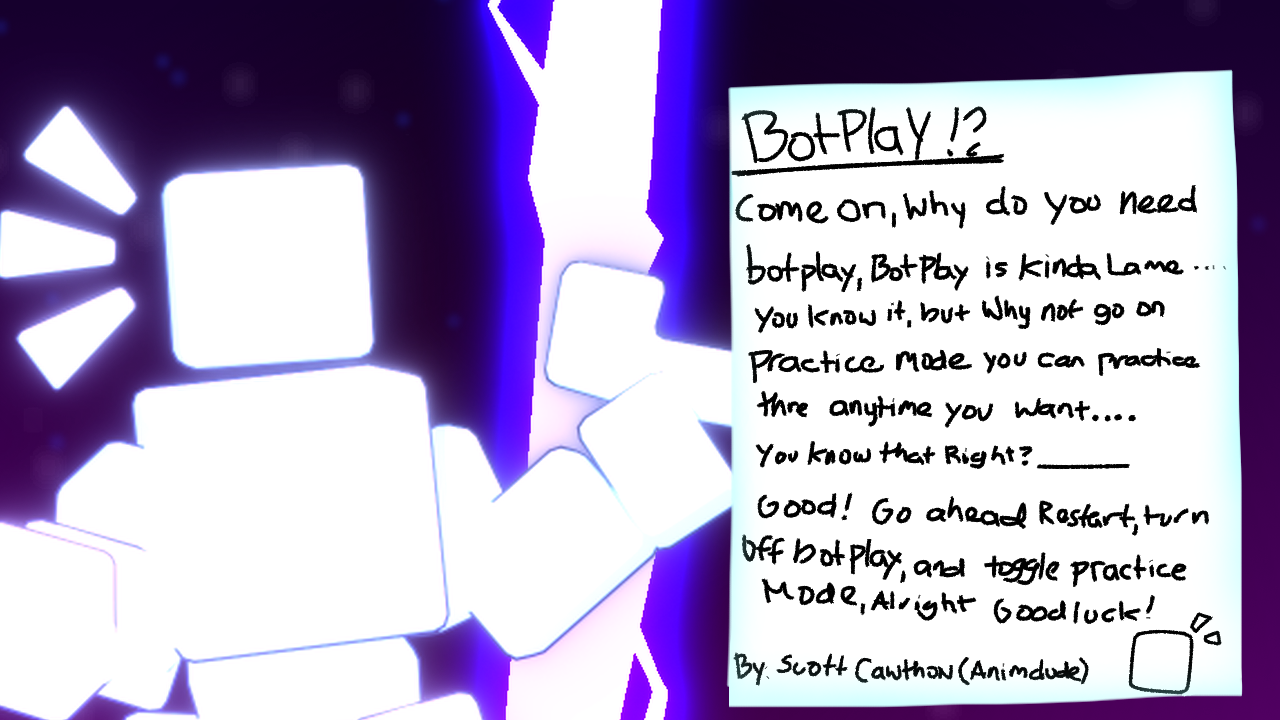 BotPlay!?
Come on, Why do you need
botplay, BotPlay is Kinda Lame ....
You know it, but Why not go on
Practice Mode you can practice
thre anytime you want....
You know that Right? ______
Good! Go ahead Restart, turn
off botplay, and toggle practice
Mode, Alright Good luck!
By: Scott Cawthon (Animdude)